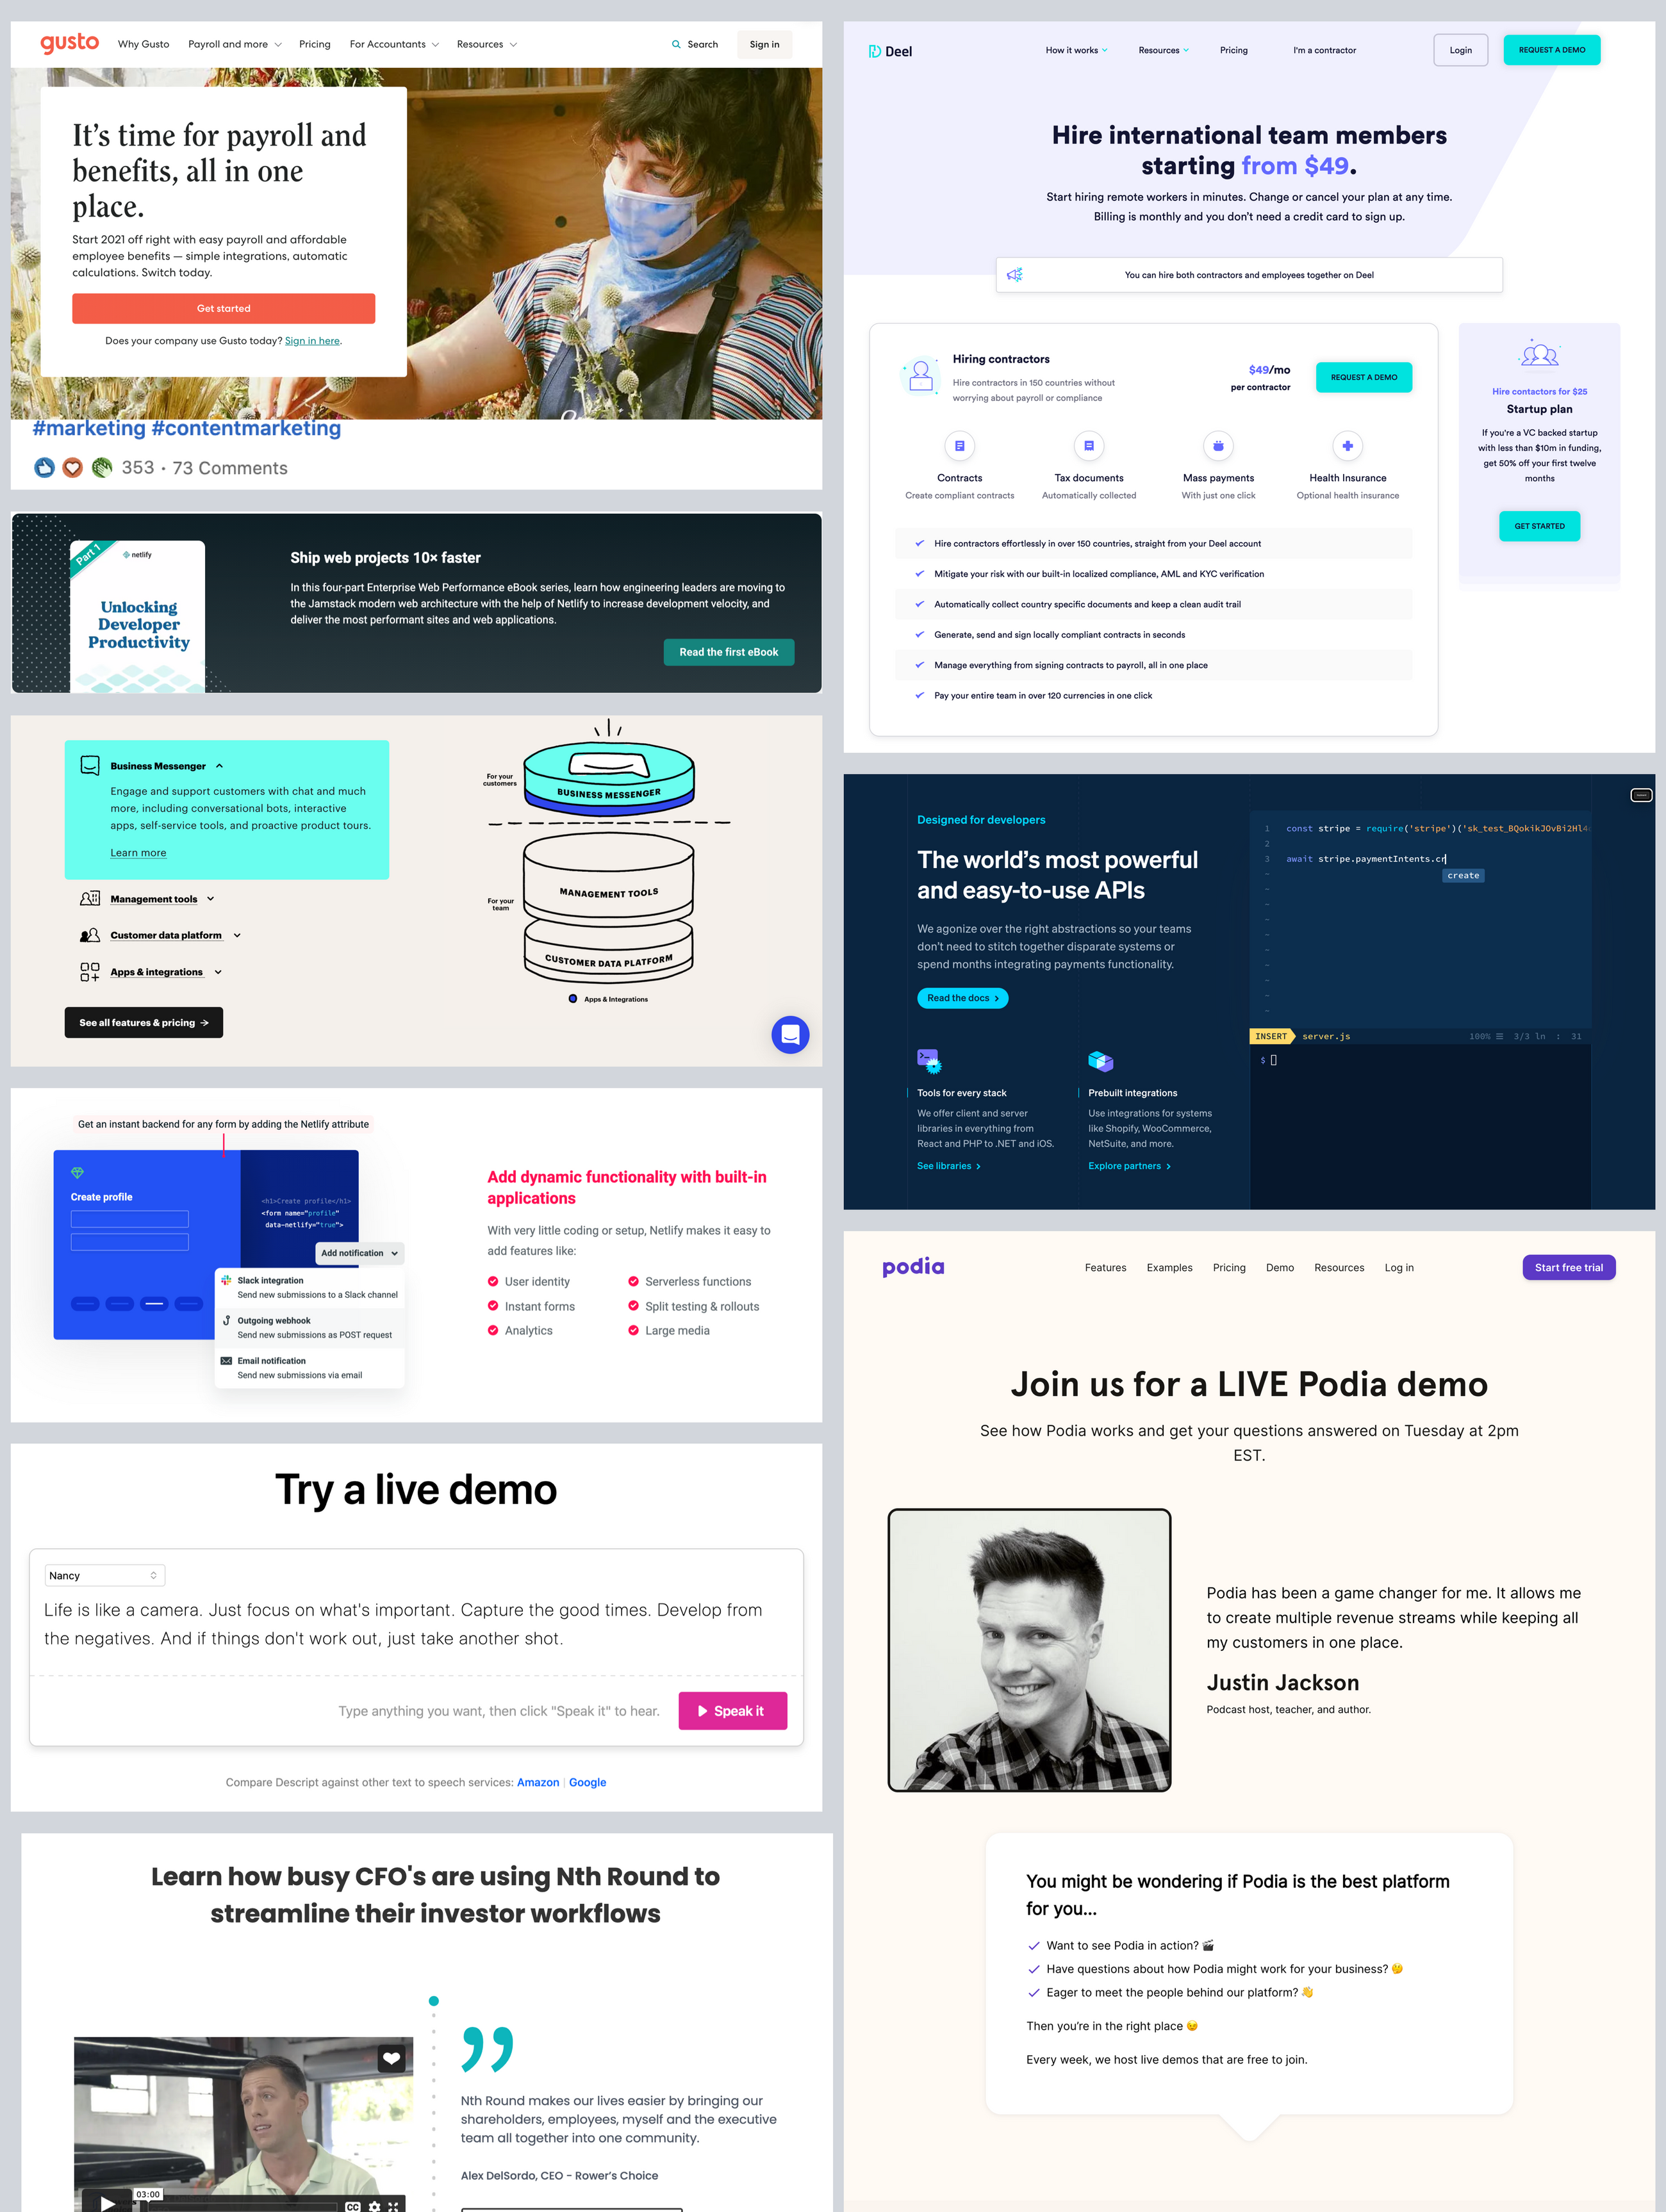 gusto
Why Gusto
Payroll and more
Pricing
For Accountants
Resources
Search
Sign in
It's time for payroll and
benefits, all in one
place.
Start 2021 off right with easy payroll and affordable
employee benefits — simple integrations, automatic
calculations. Switch today.
Get started
Does your company use Gusto today? Sign in here.
#marketing #contentmarketing
353 · 73 Comments
Part 1
netlify
Unlocking
Developer
Productivity
Ship web projects 10× faster
In this four-part Enterprise Web Performance eBook series, learn how engineering leaders are moving to
the Jamstack modern web architecture with the help of Netlify to increase development velocity, and
deliver the most performant sites and web applications.
Read the first eBook
Business Messenger
Engage and support customers with chat and much
more, including conversational bots, interactive
apps, self-service tools, and proactive product tours.
Learn more
Management tools
Customer data platform
Apps & integrations
See all features & pricing →
For your
customers
BUSINESS MESSENGER
For your
team
MANAGEMENT TOOLS
CUSTOMER DATA PLATFORM
Apps & Integrations
Get an instant backend for any form by adding the Netlify attribute
Create profile
<h1>Create profile</h1>
<form name="profile"
data-netlify="true">
Add notification
Slack integration
Send new submissions to a Slack channel
Outgoing webhook
Send new submissions as POST request
Email notification
Send new submissions via email
Add dynamic functionality with built-in
applications
With very little coding or setup, Netlify makes it easy to
add features like:
User identity
Serverless functions
Instant forms
Split testing & rollouts
Analytics
Large media
Try a live demo
Nancy
Life is like a camera. Just focus on what's important. Capture the good times. Develop from
the negatives. And if things don't work out, just take another shot.
Type anything you want, then click "Speak it" to hear.
Speak it
Compare Descript against other text to speech services: Amazon | Google
Learn how busy CFO's are using Nth Round to
streamline their investor workflows
03:00
CC
Nth Round makes our lives easier by bringing our
shareholders, employees, myself and the executive
team all together into one community.
Alex DelSordo, CEO - Rower's Choice
Deel
How it works
Resources
Pricing
I'm a contractor
Login
REQUEST A DEMO
Hire international team members
starting from $49.
Start hiring remote workers in minutes. Change or cancel your plan at any time.
Billing is monthly and you don't need a credit card to sign up.
You can hire both contractors and employees together on Deel
Hiring contractors
Hire contractors in 150 countries without
worrying about payroll or compliance
$49/mo
per contractor
REQUEST A DEMO
Contracts
Create compliant contracts
Tax documents
Automatically collected
Mass payments
With just one click
Health Insurance
Optional health insurance
Hire contractors effortlessly in over 150 countries, straight from your Deel account
Mitigate your risk with our built-in localized compliance, AML and KYC verification
Automatically collect country specific documents and keep a clean audit trail
Generate, send and sign locally compliant contracts in seconds
Manage everything from signing contracts to payroll, all in one place
Pay your entire team in over 120 currencies in one click
Hire contactors for $25
Startup plan
If you're a VC backed startup
with less than $10m in funding,
get 50% off your first twelve
months
GET STARTED
Designed for developers
The world's most powerful
and easy-to-use APIs
We agonize over the right abstractions so your teams
don't need to stitch together disparate systems or
spend months integrating payments functionality.
Read the docs
Tools for every stack
We offer client and server
libraries in everything from
React and PHP to .NET and iOS.
See libraries
Prebuilt integrations
Use integrations for systems
like Shopify, WooCommerce,
NetSuite, and more.
Explore partners
1 const stripe = require('stripe')('sk_test_BQokikJOvBi2Hl4
2
3 await stripe.paymentIntents.cr
create
INSERT server.js 100% ☰ 3/3 ln : 31
$
podia
Features
Examples
Pricing
Demo
Resources
Log in
Start free trial
Join us for a LIVE Podia demo
See how Podia works and get your questions answered on Tuesday at 2pm
EST.
Podia has been a game changer for me. It allows me
to create multiple revenue streams while keeping all
my customers in one place.
Justin Jackson
Podcast host, teacher, and author.
You might be wondering if Podia is the best platform
for you...
Want to see Podia in action? 🎬
Have questions about how Podia might work for your business? 🤔
Eager to meet the people behind our platform? 👋
Then you're in the right place 😉
Every week, we host live demos that are free to join.